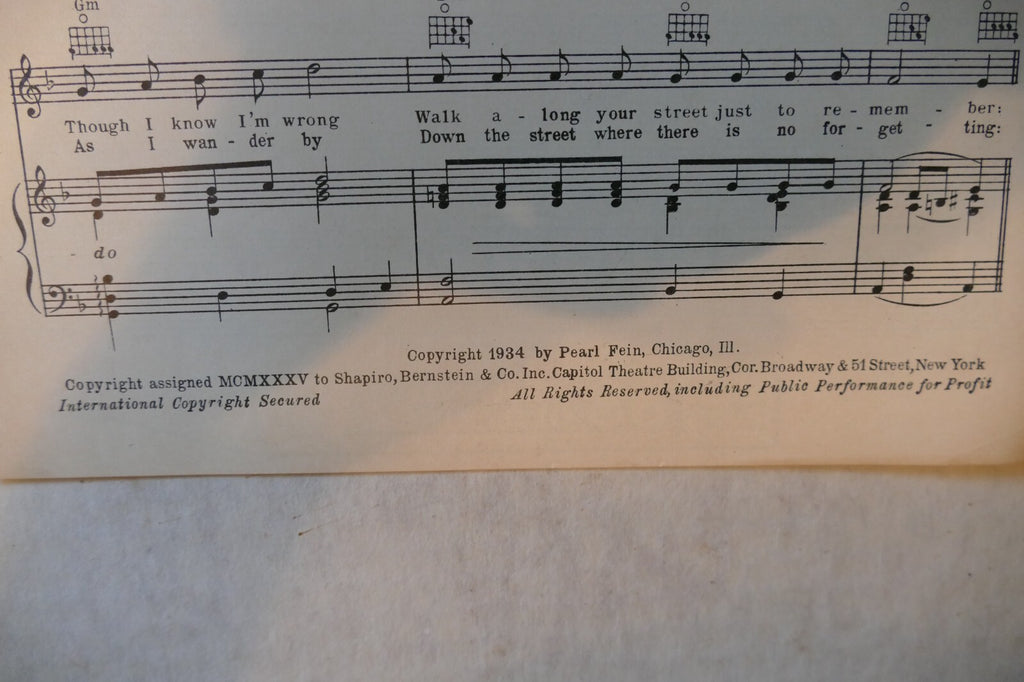 Gm
Though I know I'm wrong Walk a - long your street just to re - mem - ber:
As I wan - der by Down the street where there is no for - get - ting:
- do
Copyright 1934 by Pearl Fein, Chicago, Ill.
Copyright assigned MCMXXXV to Shapiro, Bernstein & Co. Inc. Capitol Theatre Building, Cor. Broadway & 51 Street, New York
International Copyright Secured All Rights Reserved, including Public Performance for Profit